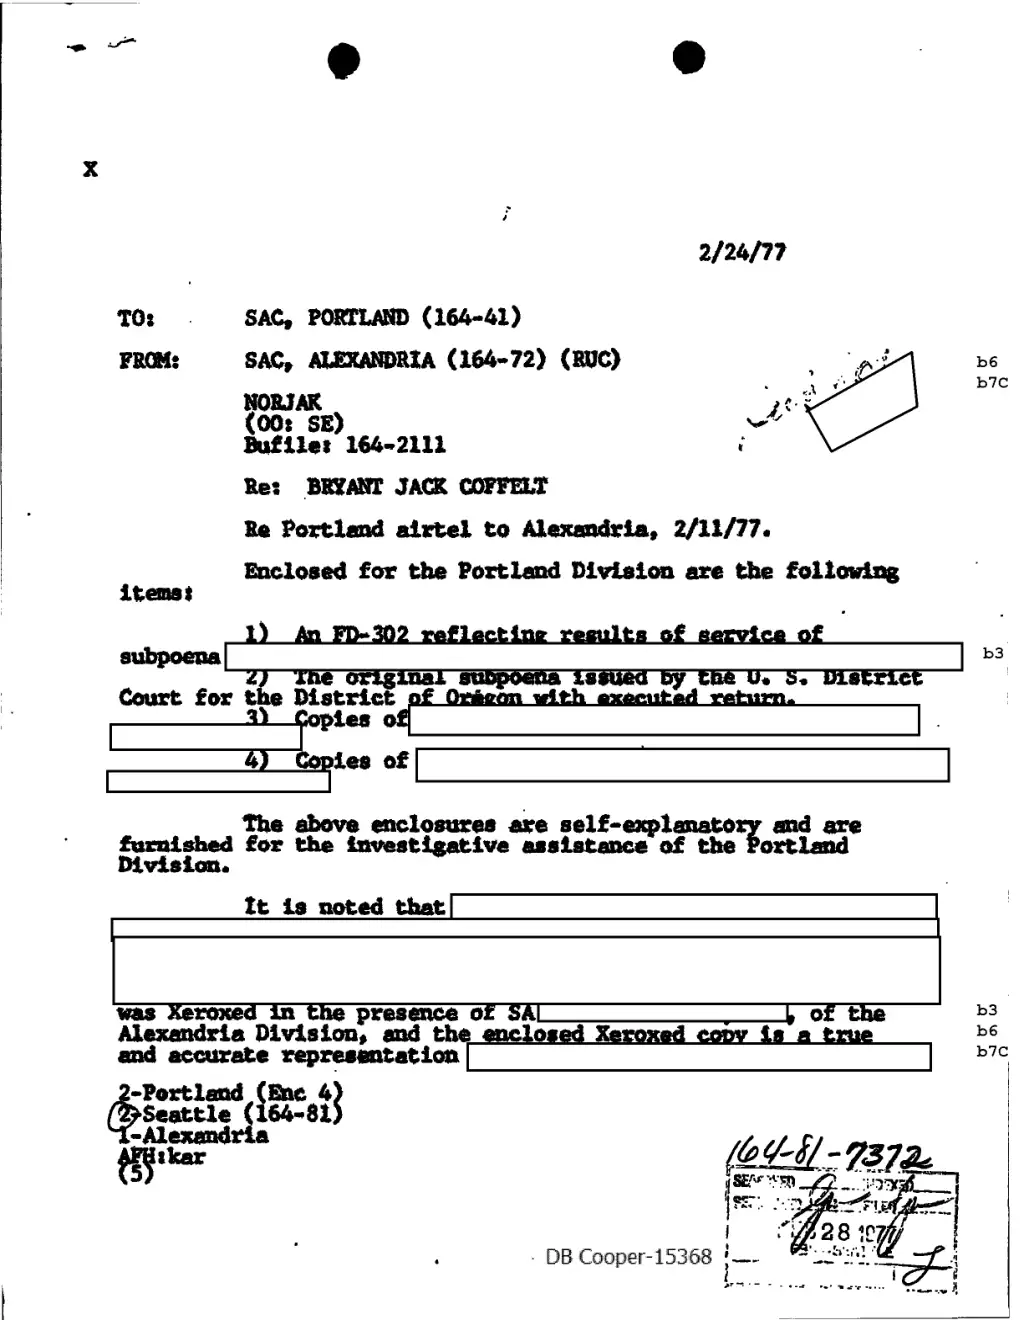 X
2/24/77
TO: SAC, PORTLAND (164-41)
FROM: SAC, ALEXANDRIA (164-72) (RUC)
b6
b7C
NORJAK
(OO: SE)
Bufile: 164-2111
Re: BRYANT JACK COFFELT
Re Portland airtel to Alexandria, 2/11/77.
Enclosed for the Portland Division are the following
items:
1) An FD-302 reflecting results of service of
subpoena
b3
2) The original subpoena issued by the U. S. District
Court for the District of Oregon with executed return.
3) Copies of
4) Copies of
The above enclosures are self-explanatory and are
furnished for the investigative assistance of the Portland
Division.
It is noted that
was Xeroxed in the presence of SA , of the
b3
Alexandria Division, and the enclosed Xeroxed copy is a true
b6
and accurate representation
b7C
2-Portland (Enc 4)
2-Seattle (164-81)
1-Alexandria
AFH:kar
(5)
164-81-7372
INDEXED
FILED
28 1977
DB Cooper-15368